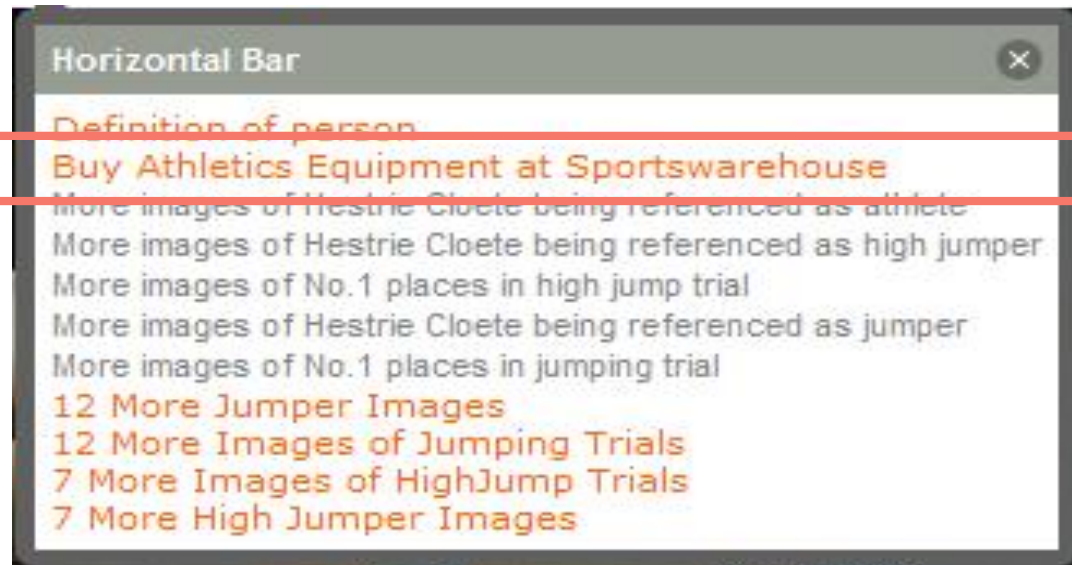 Horizontal Bar
Definition of person
Buy Athletics Equipment at Sportswarehouse
More images of Hestrie Cloete being referenced as athlete
More images of Hestrie Cloete being referenced as high jumper
More images of No.1 places in high jump trial
More images of Hestrie Cloete being referenced as jumper
More images of No.1 places in jumping trial
12 More Jumper Images
12 More Images of Jumping Trials
7 More Images of HighJump Trials
7 More High Jumper Images